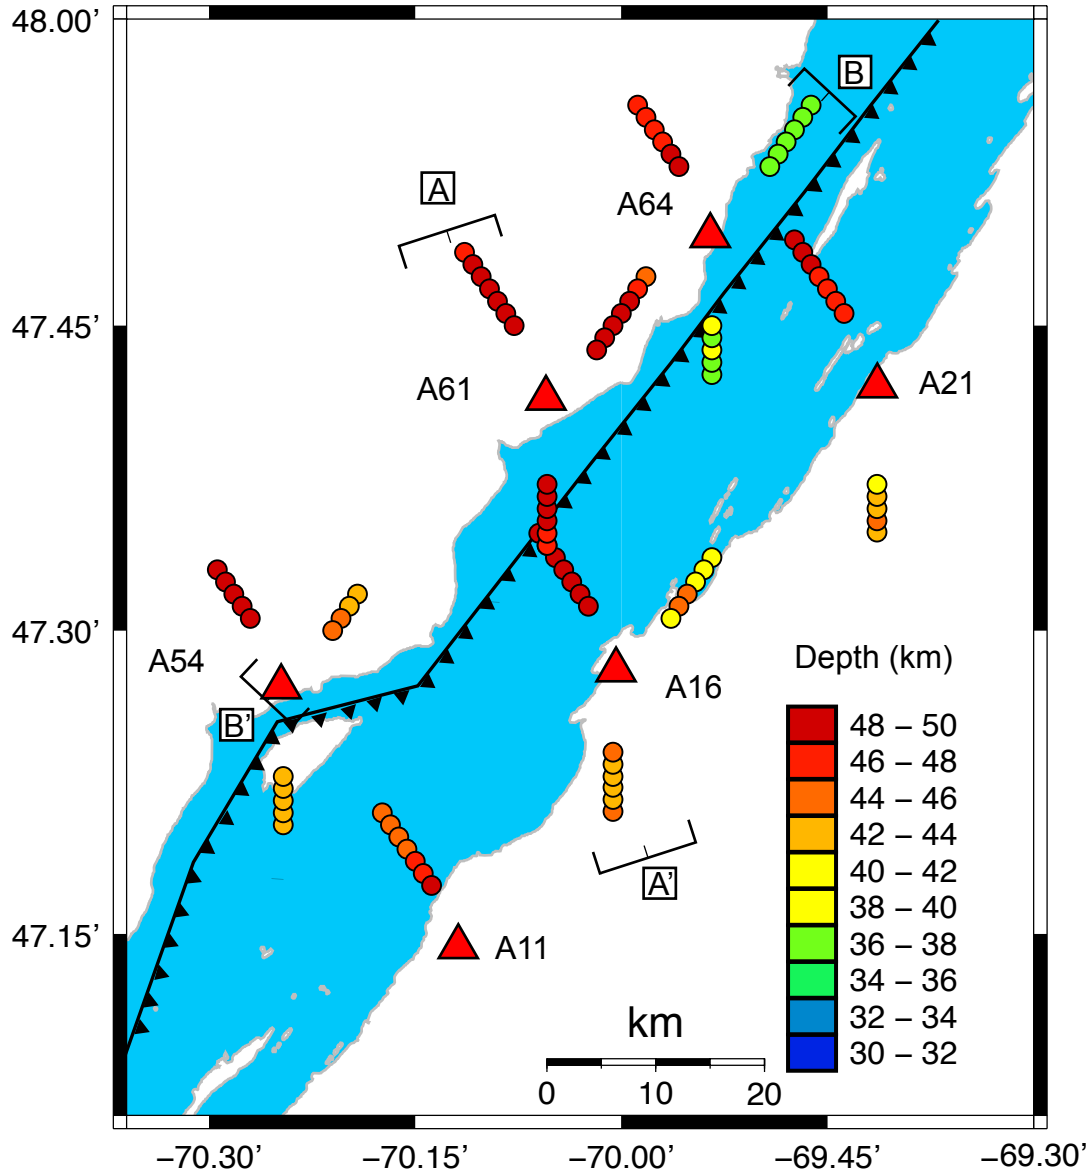 48.00’
B
A
A64
47.45’
A61
A21
47.30’
A54
A16
B’
Depth (km)
48 – 50
46 – 48
44 – 46
42 – 44
40 – 42
38 – 40
36 – 38
34 – 36
32 – 34
30 – 32
A’
47.15’
A11
km
0 10 20
−70.30’ −70.15’ −70.00’ −69.45’ −69.30’